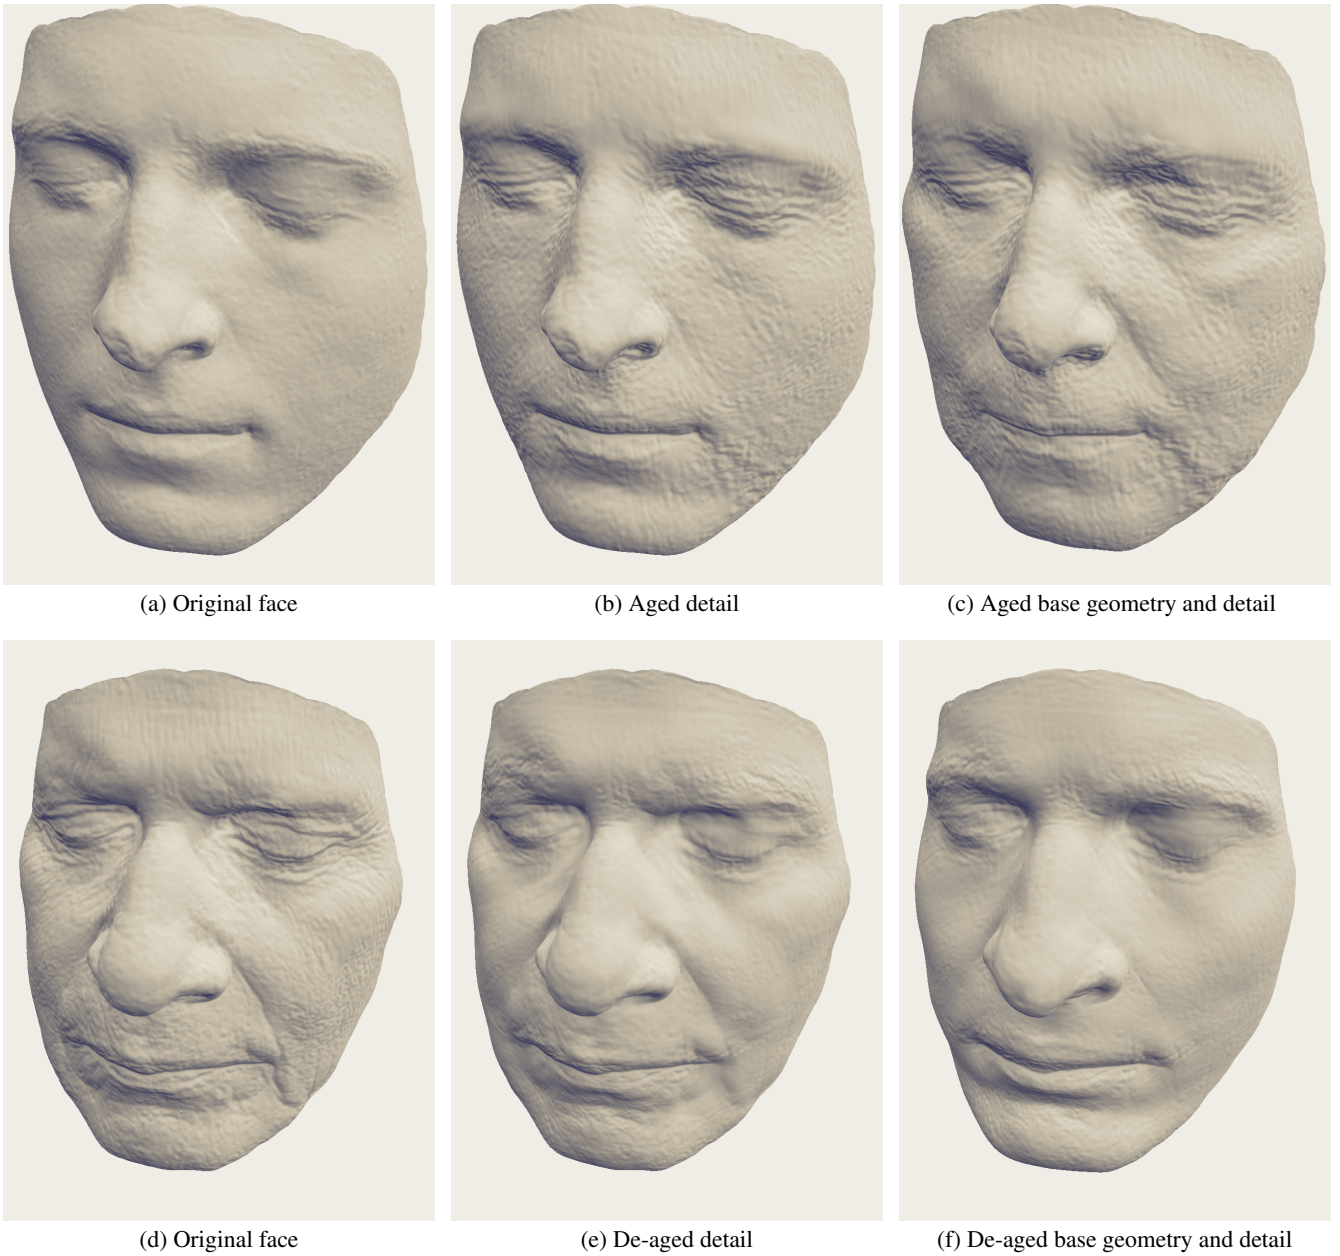 (a) Original face
(b) Aged detail
(c) Aged base geometry and detail
(d) Original face
(e) De-aged detail
(f) De-aged base geometry and detail